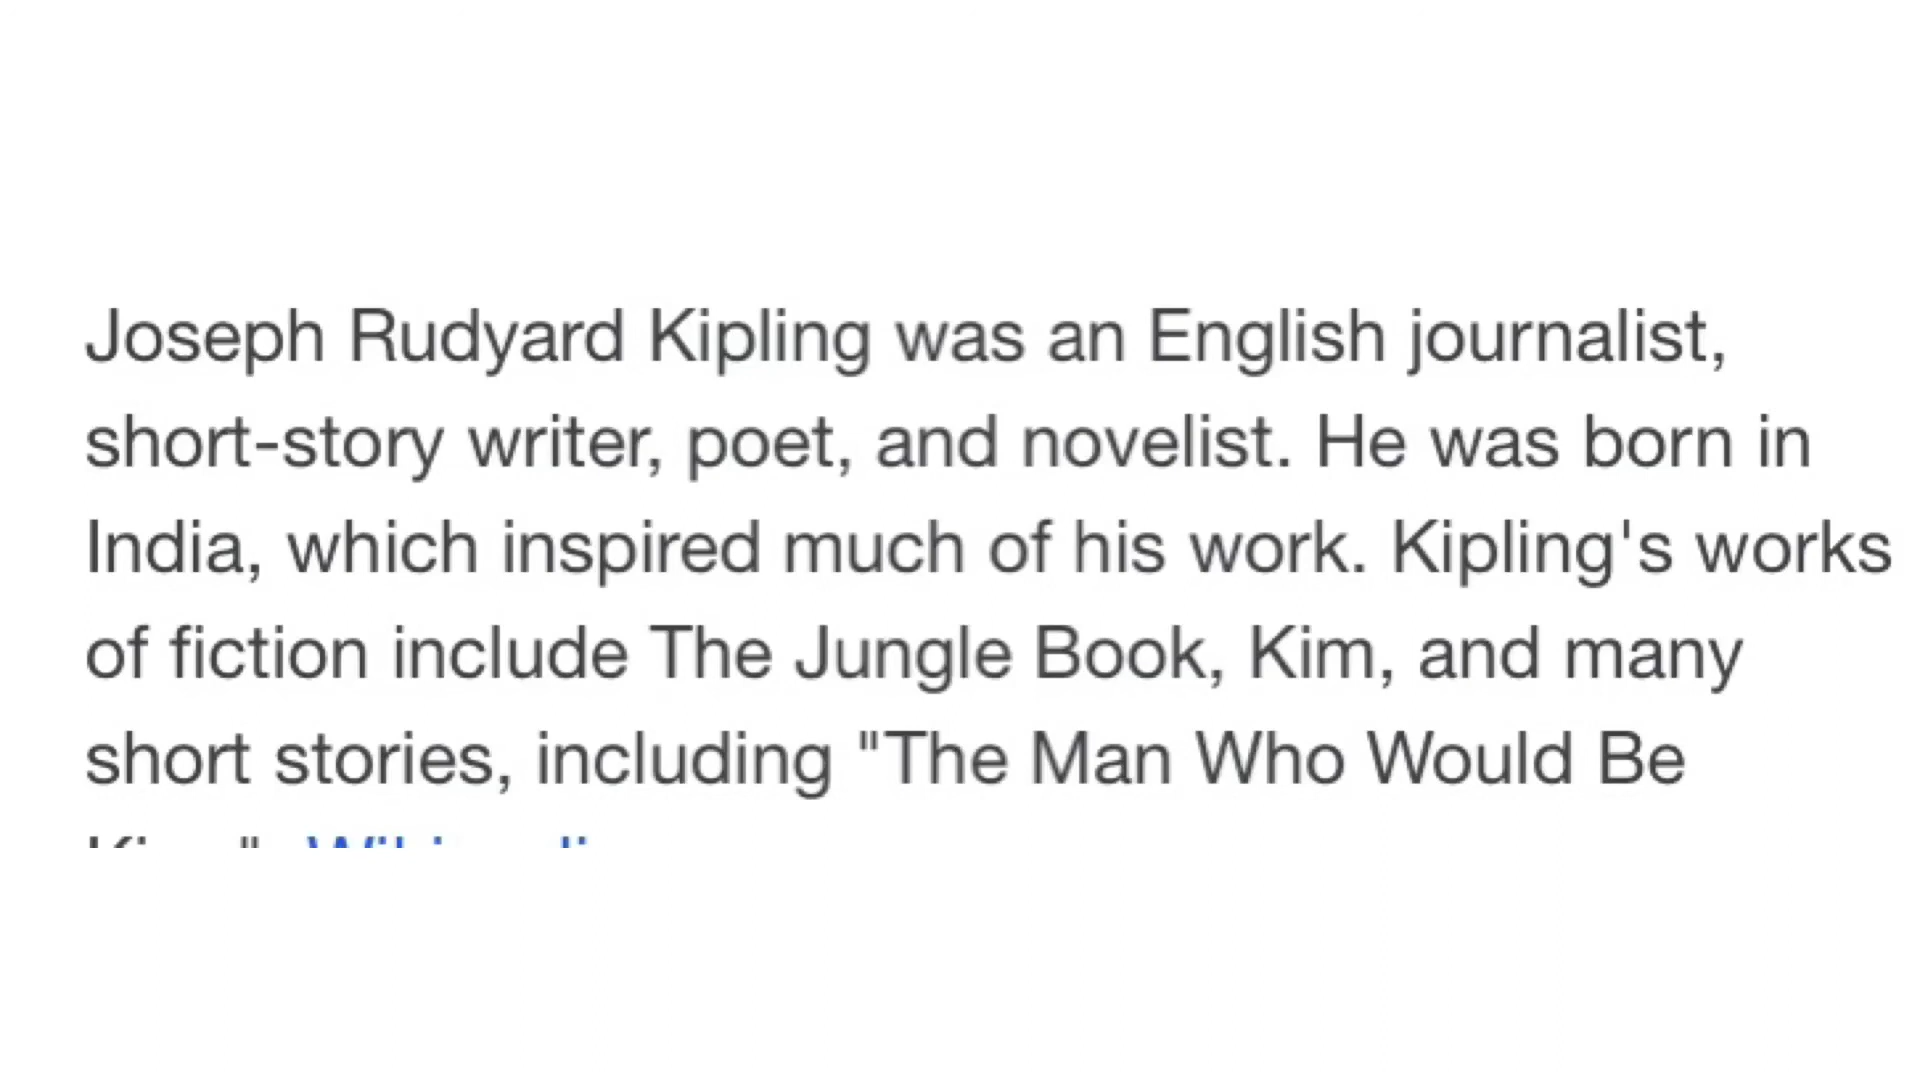 Joseph Rudyard Kipling was an English journalist,
short-story writer, poet, and novelist. He was born in
India, which inspired much of his work. Kipling's works
of fiction include The Jungle Book, Kim, and many
short stories, including "The Man Who Would Be